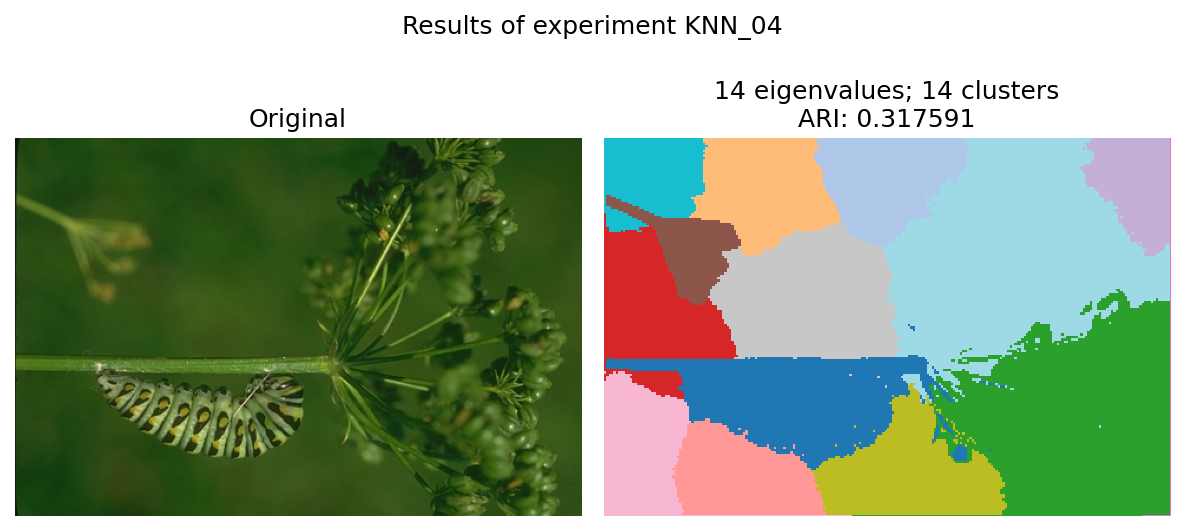 Results of experiment KNN_04
Original
14 eigenvalues; 14 clusters
ARI: 0.317591